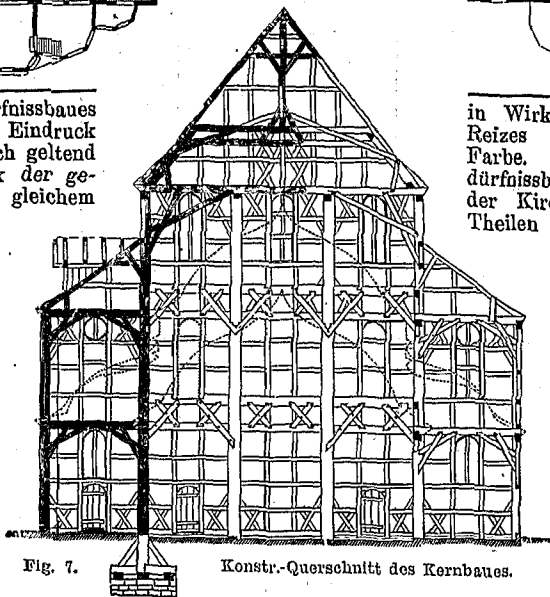 rfnissbaues
Eindruck
ch geltend
der ge-
gleichem
in Wirk
Reizes
Farbe.
dürfnissb
der Kir
Theilen
Fig. 7.
Konstr.-Querschnitt des Kernbaues.